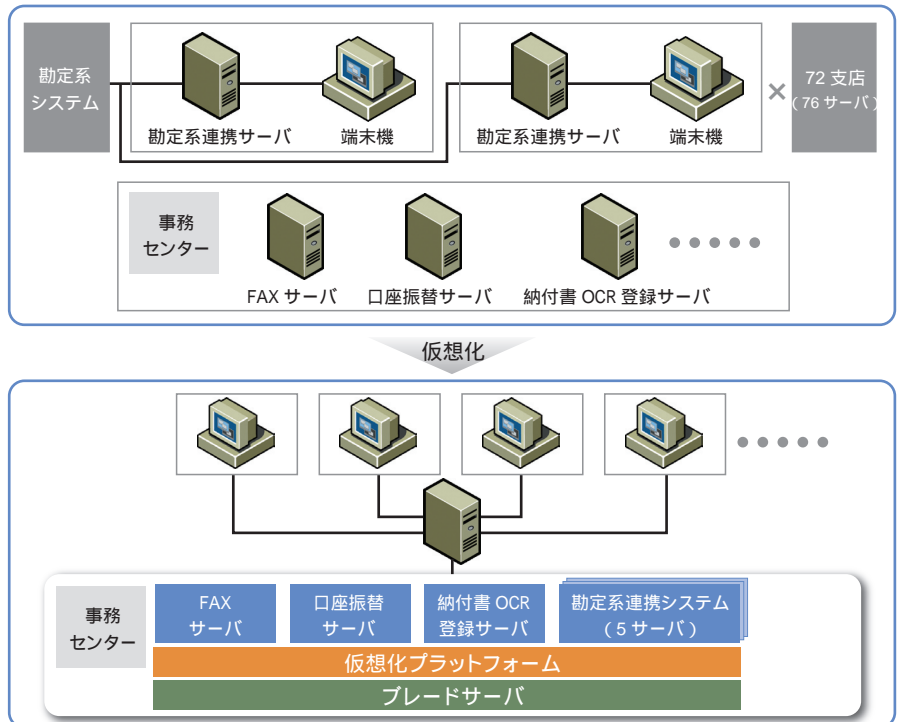 勘定系
システム
勘定系連携サーバ
端末機
勘定系連携サーバ
端末機
×
72 支店
( 76 サーバ )
事務
センター
FAX サーバ
口座振替サーバ
納付書 OCR 登録サーバ
仮想化
事務
センター
FAX
サーバ
口座振替
サーバ
納付書 OCR
登録サーバ
勘定系連携システム
( 5 サーバ )
仮想化プラットフォーム
ブレードサーバ